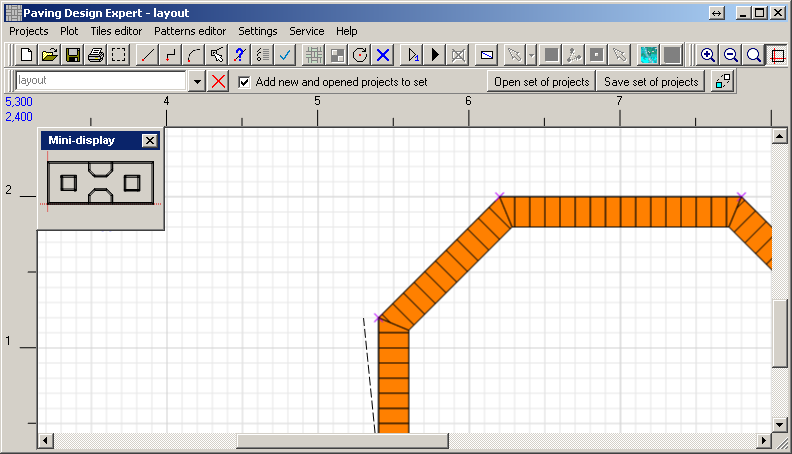 Paving Design Expert - layout
Projects Plot Tiles editor Patterns editor Settings Service Help
layout Add new and opened projects to set Open set of projects Save set of projects
5,300 4 5 6 7
2,400
Mini-display
2
1